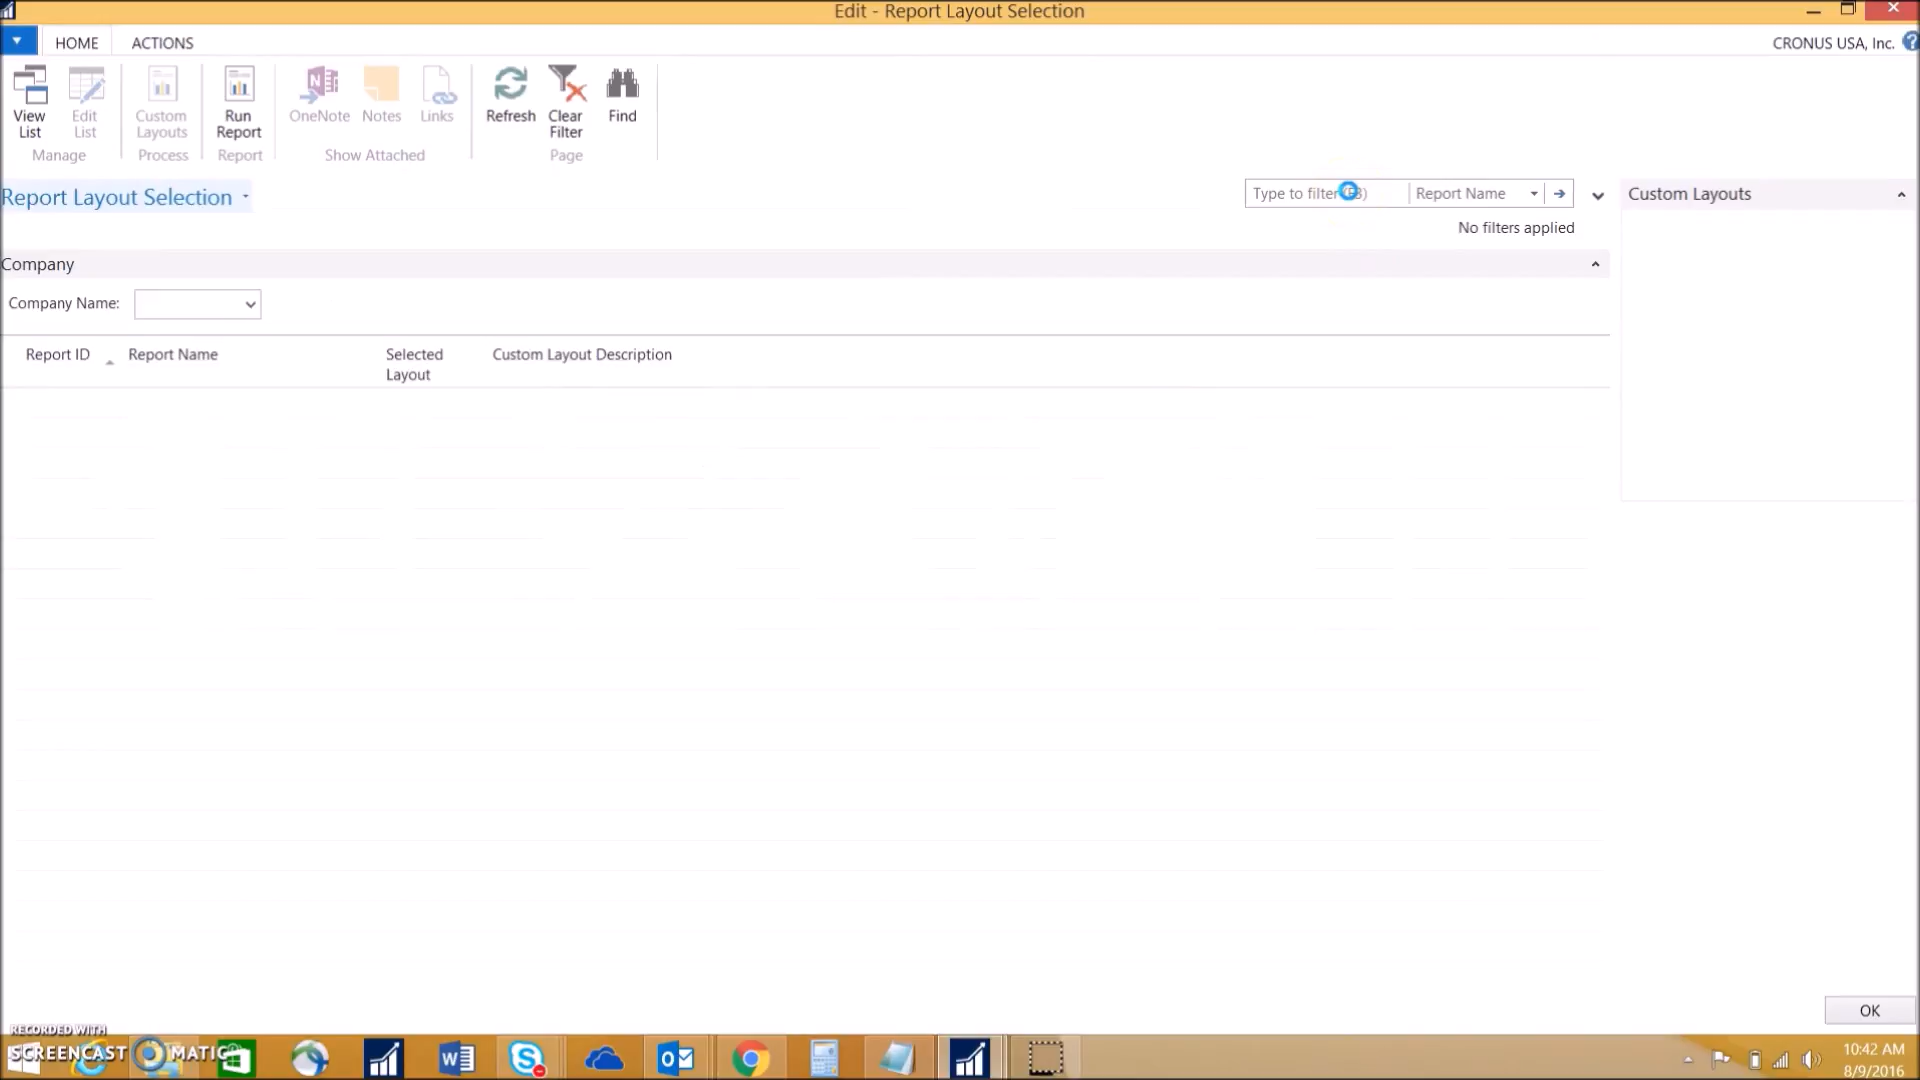 Edit - Report Layout Selection
HOME
ACTIONS
CRONUS USA, Inc.
View List
Edit List
Custom Layouts
Run Report
OneNote
Notes
Links
Refresh
Clear Filter
Find
Manage
Process
Report
Show Attached
Page
Report Layout Selection
Type to filter (F3)
Report Name
Custom Layouts
No filters applied
Company
Company Name:
Report ID
Report Name
Selected Layout
Custom Layout Description
OK
RECORDED WITH
SCREENCAST MATIC
10:42 AM
8/9/2016